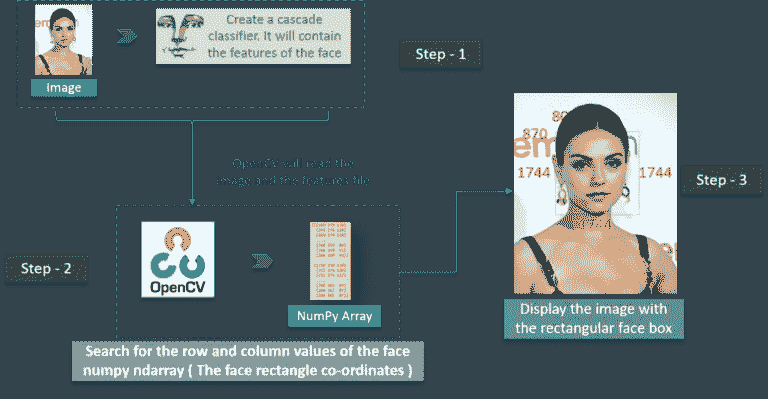 Create a cascade
classifier. It will contain
the features of the face
Image
Step - 1
OpenCV will read the
image and the features file
870
1744
1744
Step - 3
OpenCV
NumPy Array
Step - 2
Display the image with
the rectangular face box
Search for the row and column values of the face
numpy ndarray ( The face rectangle co-ordinates )